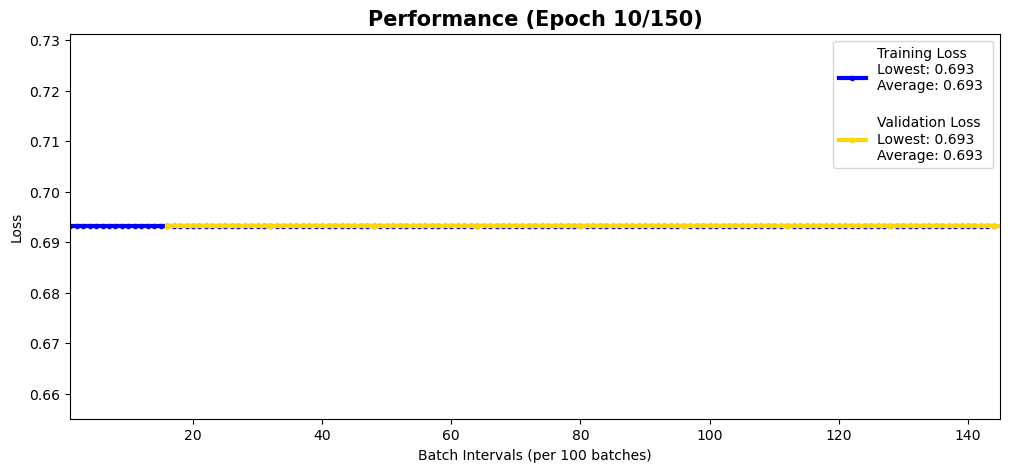 Performance (Epoch 10/150)
0.73
0.72
0.71
0.70
0.69
0.68
0.67
0.66
Loss
Training Loss
Lowest: 0.693
Average: 0.693
Validation Loss
Lowest: 0.693
Average: 0.693
20 40 60 80 100 120 140
Batch Intervals (per 100 batches)